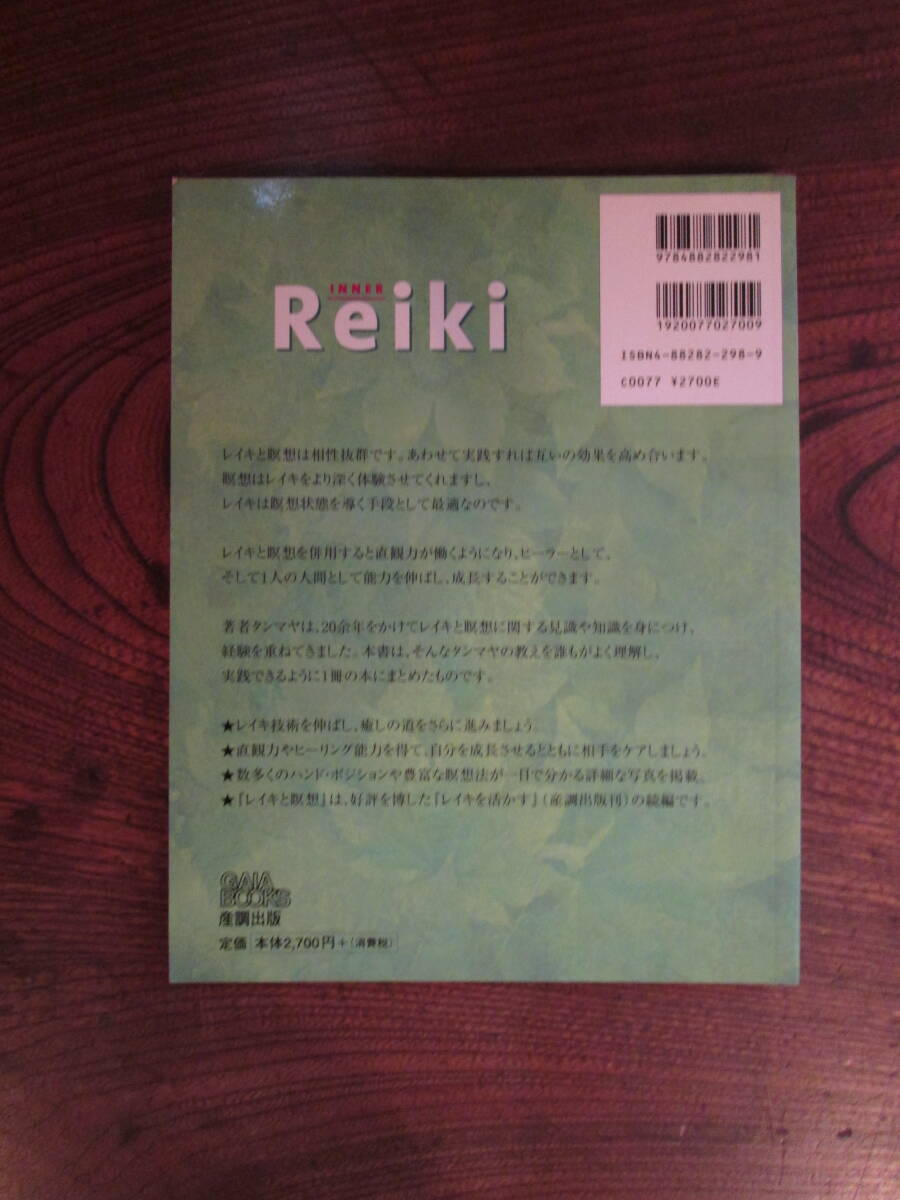 INNER
Reiki
9784882822981
1920077027009
ISBN4-88282-298-9
C0077 ¥2700E
レイキと瞑想は相性抜群です。あわせて実践すれば互いの効果を高め合います。
瞑想はレイキをより深く体験させてくれますし、
レイキは瞑想状態を導く手段として最適なのです。
レイキと瞑想を併用すると直観力が働くようになり、ヒーラーとして、
そして1人の人間として能力を伸ばし、成長することができます。
著者タンマヤは、20余年をかけてレイキと瞑想に関する見識や知識を身につけ、
経験を重ねてきました。本書は、そんなタンマヤの教えを誰もがよく理解し、
実践できるように1冊の本にまとめたものです。
★レイキ技術を伸ばし、癒しの道をさらに進みましょう。
★直観力やヒーリング能力を得て、自分を成長させるとともに相手をケアしましょう。
★数多くのハンド・ポジションや豊富な瞑想法が一目で分かる詳細な写真を掲載。
★『レイキと瞑想』は、好評を博した『レイキを活かす』（産調出版刊）の続編です。
GAIA
BOOKS
産調出版
定価 本体2,700円+(消費税)